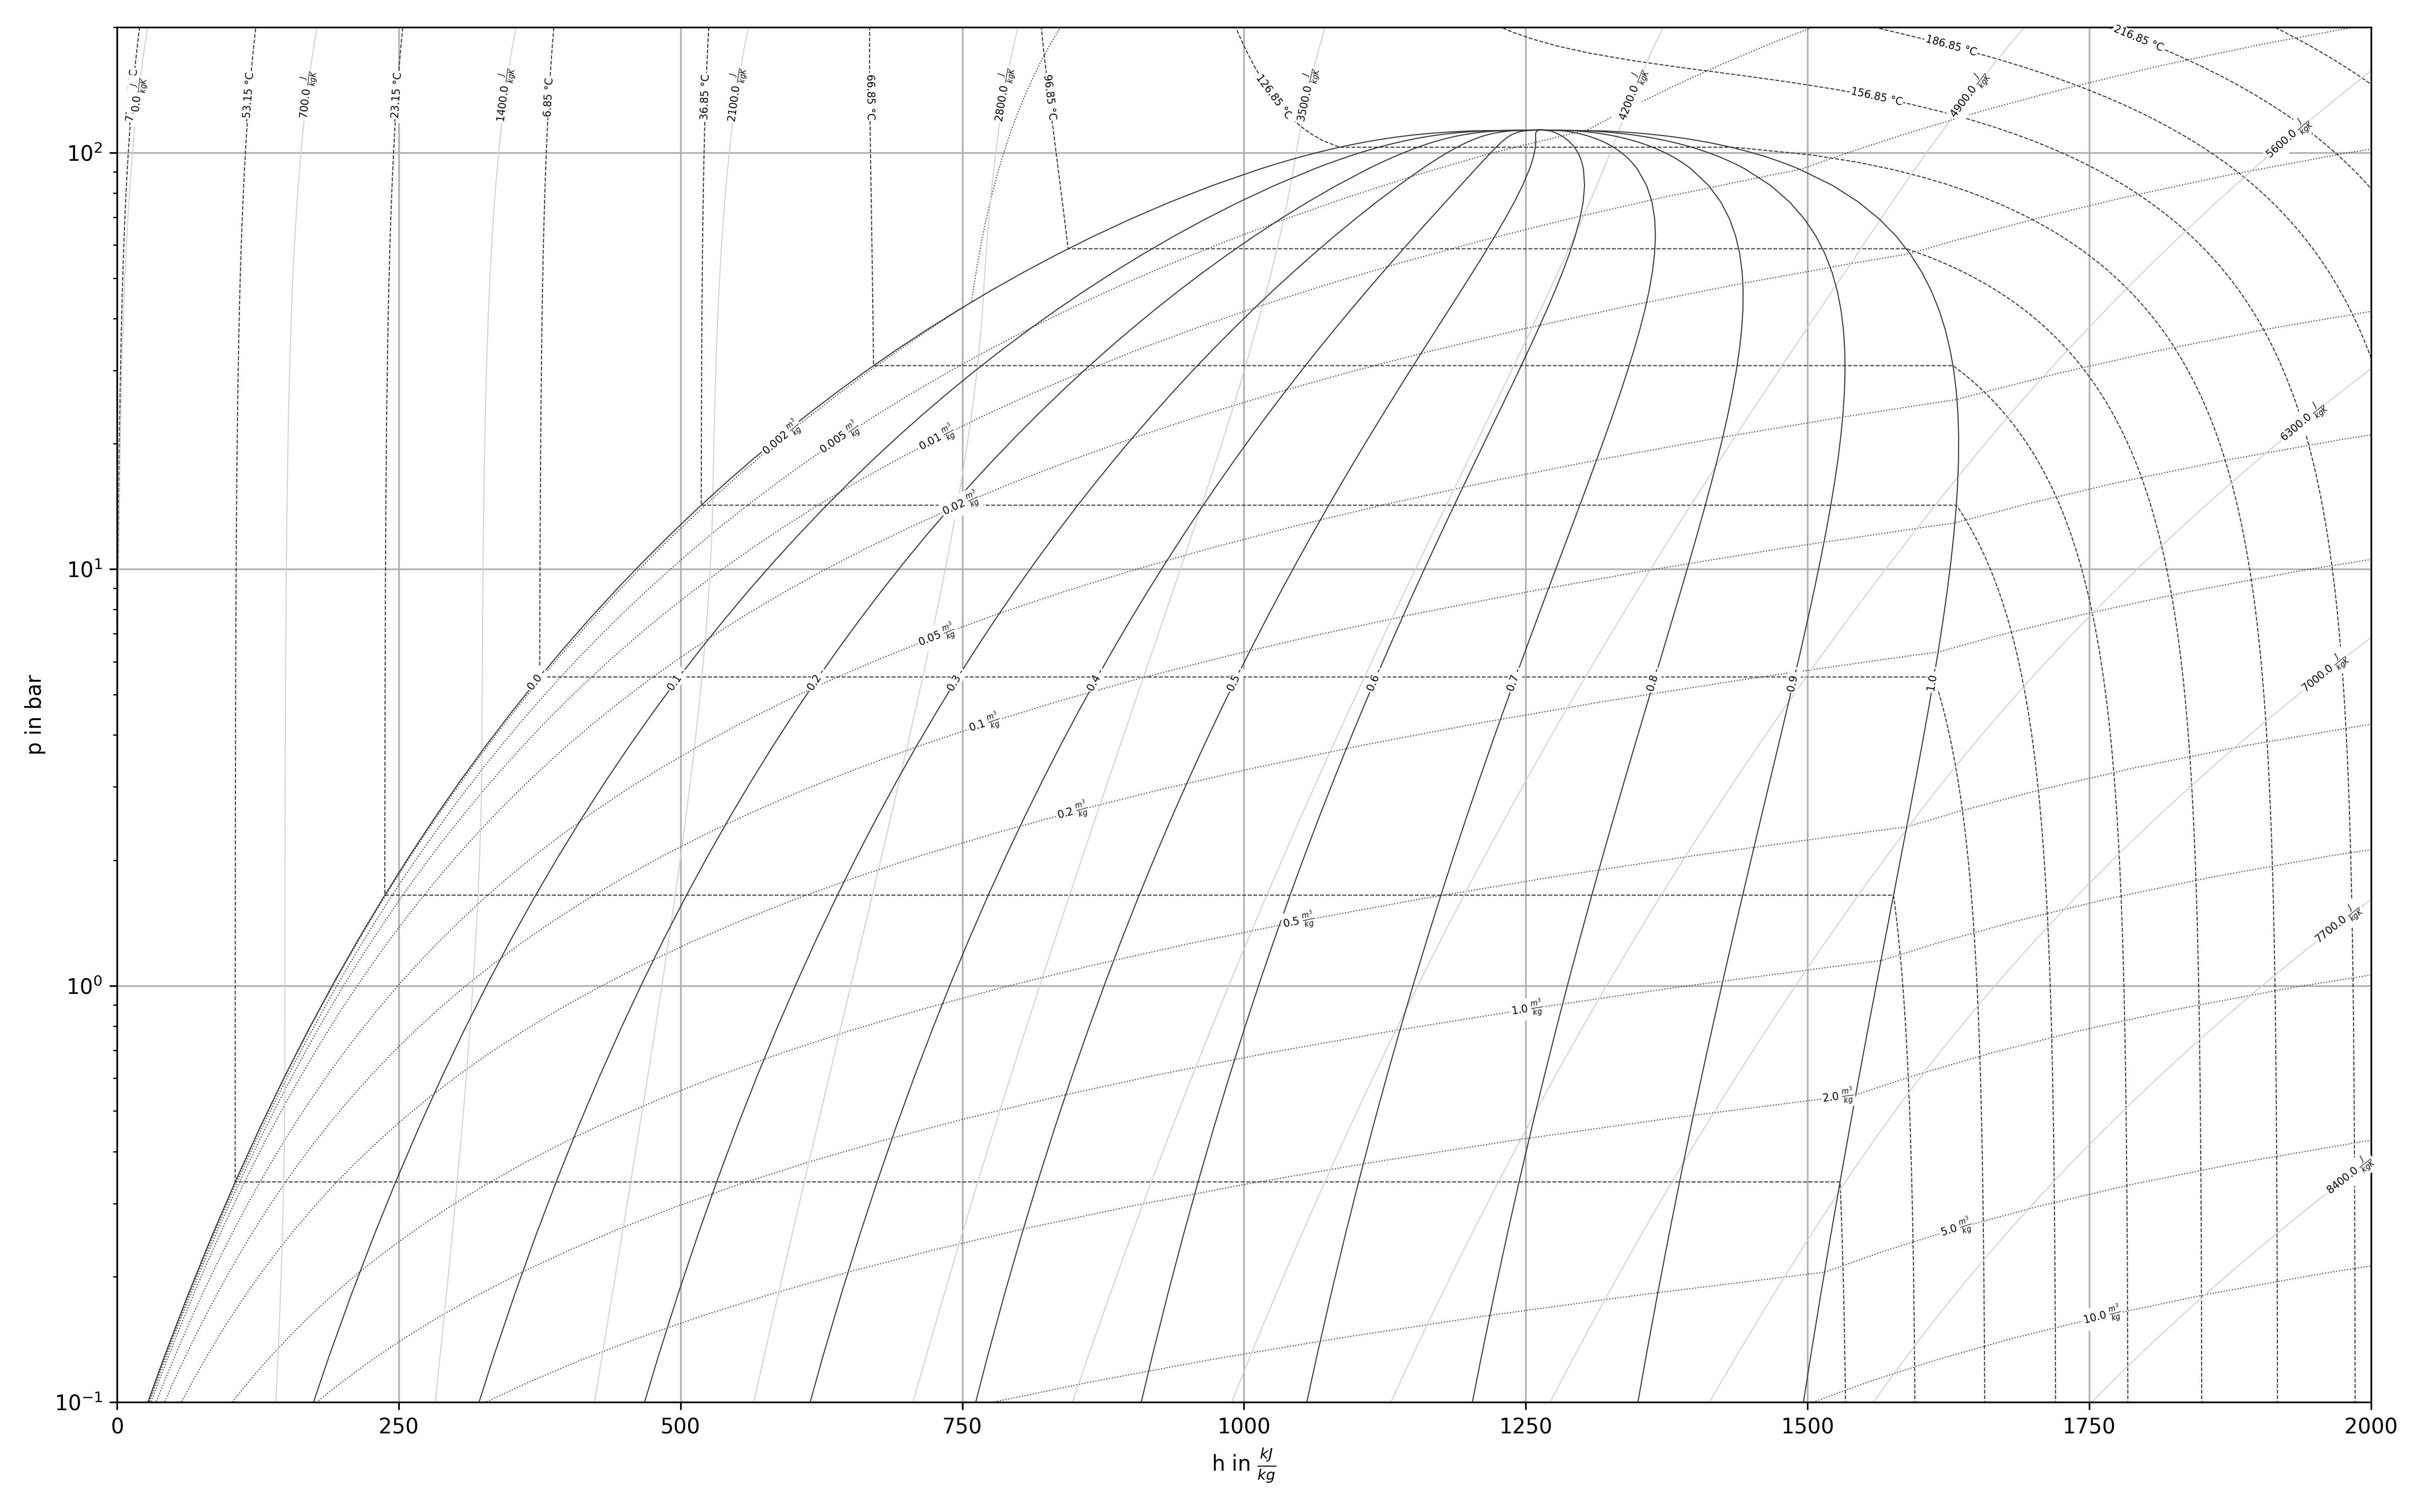 p in bar
10²
10¹
10⁰
10⁻¹
0
250
500
750
1000
1250
1500
1750
2000
h in kJ/kg
53.15 °C
23.15 °C
6.85 °C
36.85 °C
66.85 °C
96.85 °C
126.85 °C
156.85 °C
186.85 °C
216.85 °C
700.0 J/kgK
1400.0 J/kgK
2100.0 J/kgK
2800.0 J/kgK
3500.0 J/kgK
4200.0 J/kgK
4900.0 J/kgK
5600.0 J/kgK
6300.0 J/kgK
7000.0 J/kgK
7700.0 J/kgK
8400.0 J/kgK
0.002 m³/kg
0.005 m³/kg
0.01 m³/kg
0.02 m³/kg
0.05 m³/kg
0.1 m³/kg
0.2 m³/kg
0.5 m³/kg
1.0 m³/kg
2.0 m³/kg
5.0 m³/kg
10.0 m³/kg
0.0
0.1
0.2
0.3
0.4
0.5
0.6
0.7
0.8
0.9
1.0